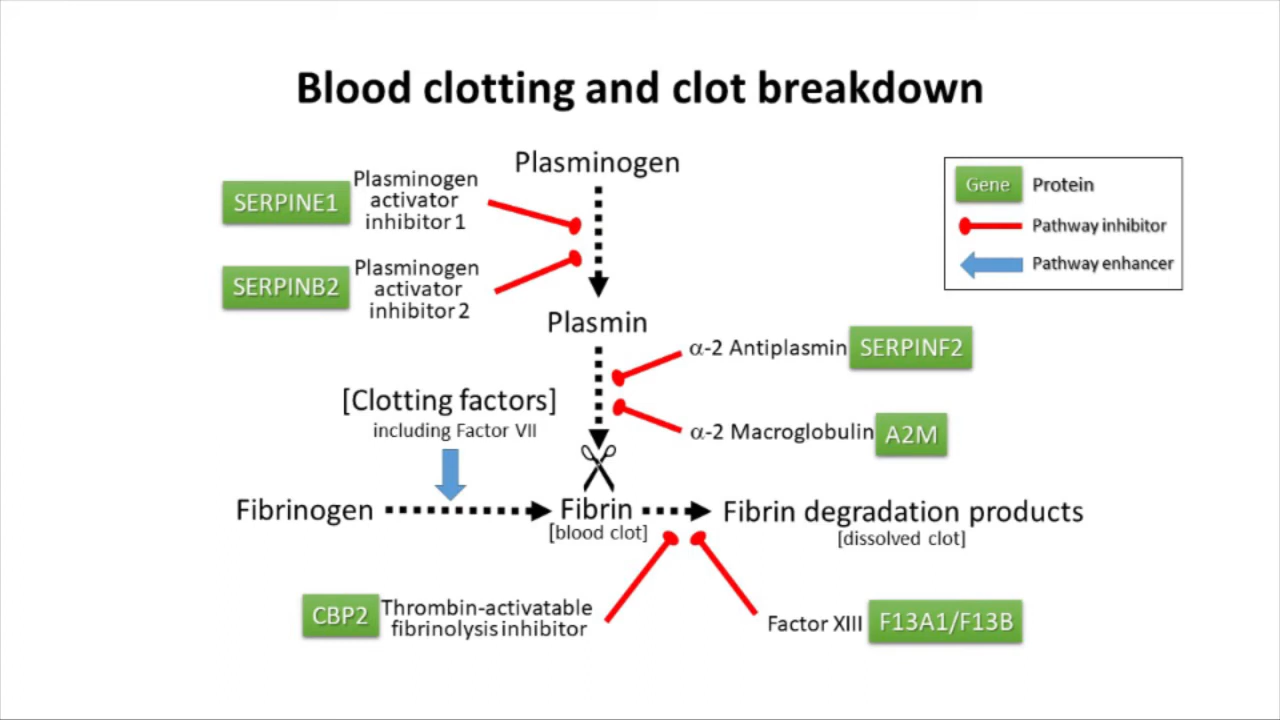 Blood clotting and clot breakdown
Plasminogen
SERPINE1
Plasminogen
activator
inhibitor 1
Gene
Protein
Pathway inhibitor
Pathway enhancer
SERPINB2
Plasminogen
activator
inhibitor 2
Plasmin
α-2 Antiplasmin
SERPINF2
[Clotting factors]
including Factor VII
α-2 Macroglobulin
A2M
Fibrinogen
Fibrin
[blood clot]
Fibrin degradation products
[dissolved clot]
CBP2
Thrombin-activatable
fibrinolysis inhibitor
Factor XIII
F13A1/F13B